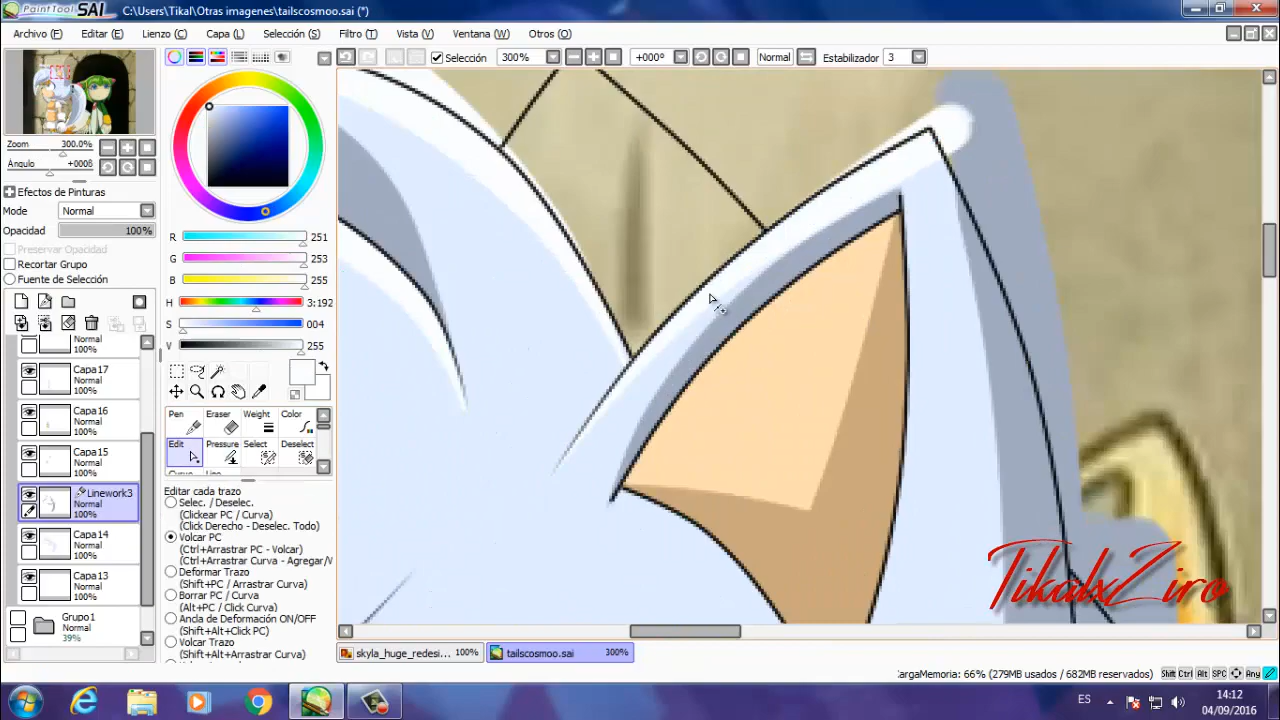 PaintTool SAI C:\Users\Tikal\Otras imagenes\tailscosmoo.sai (*)
Archivo (F) Editar (E) Lienzo (C) Capa (L) Selección (S) Filtro (T) Vista (V) Ventana (W) Otros (O)
Selección 300% +000º Normal Estabilizador 3
Zoom 300.0%
Ángulo +000º
Efectos de Pinturas
Modo Normal
Opacidad 100%
Preservar Opacidad
Recortar Grupo
Fuente de Selección
Normal
100%
Capa17
Normal
100%
Capa16
Normal
100%
Capa15
Normal
100%
Linework3
Normal
100%
Capa14
Normal
100%
Capa13
Normal
100%
Grupo1
Normal
39%
R 251
G 253
B 255
H 3:192
S 004
V 255
Pen Eraser Weight Color
Edit Pressure Select Deselect
Editar cada trazo
Selec. / Deselec.
(Clickear PC / Curva)
(Click Derecho - Deselec. Todo)
Volcar PC
(Ctrl+Arrastrar PC - Volcar)
(Ctrl+Arrastrar Curva - Agregar/V
Deformar Trazo
(Shift+PC / Arrastrar Curva)
Borrar PC / Curva
(Alt+PC / Click Curva)
Ancla de Deformación ON/OFF
(Shift+Alt+Click PC)
Volcar Trazo
(Shift+Alt+Arrastrar Curva)
TikalxZiro
skyla_huge_redesi... 100% tailscosmoo.sai 300%
CargaMemoria: 66% (279MB usados / 682MB reservados) Shift Ctrl Alt SPC Any
ES 14:12
04/09/2016